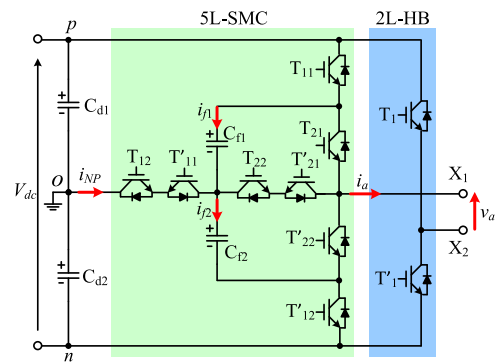 5L-SMC 2L-HB
p
T11
if1
Cd1
Cf1
T21
T1
T12 T'11 T22 T'21
O iNP ia X1
Vdc
if2
va
X2
Cf2
T'22
Cd2
T'12
T'1
n